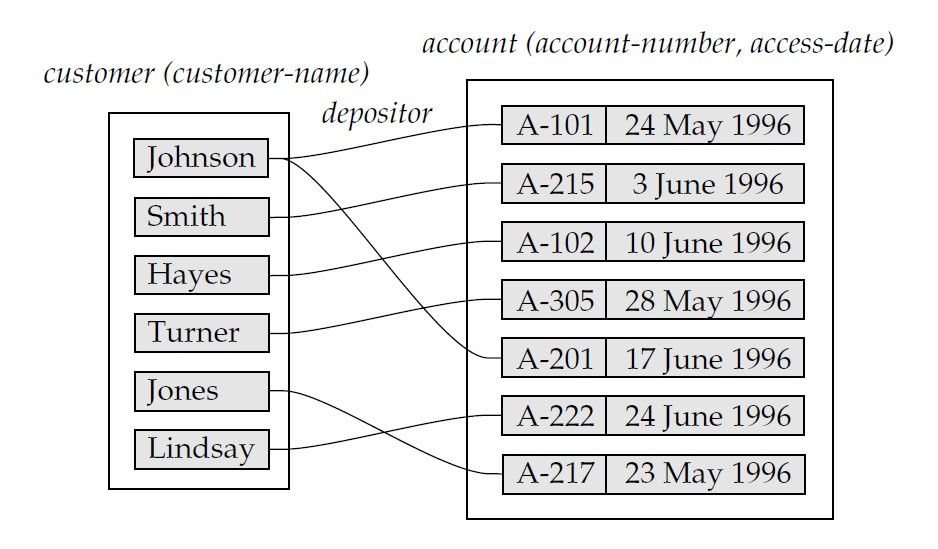 account (account-number, access-date)
customer (customer-name)
depositor
Johnson
Smith
Hayes
Turner
Jones
Lindsay
A-101 24 May 1996
A-215 3 June 1996
A-102 10 June 1996
A-305 28 May 1996
A-201 17 June 1996
A-222 24 June 1996
A-217 23 May 1996